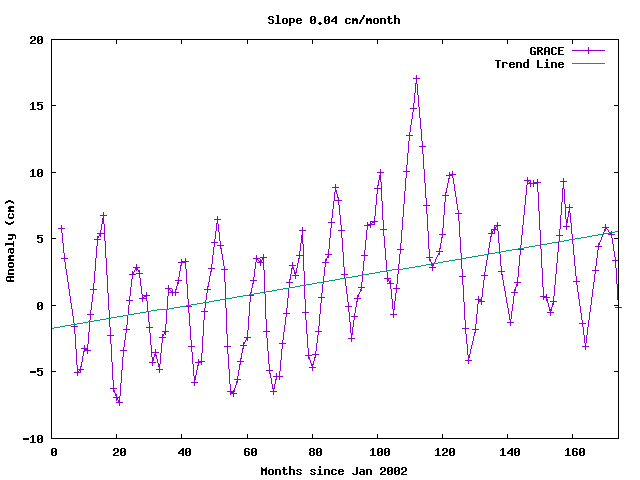 Slope 0.04 cm/month
GRACE
Trend Line
Anomaly (cm)
20
15
10
5
0
-5
-10
0 20 40 60 80 100 120 140 160
Months since Jan 2002